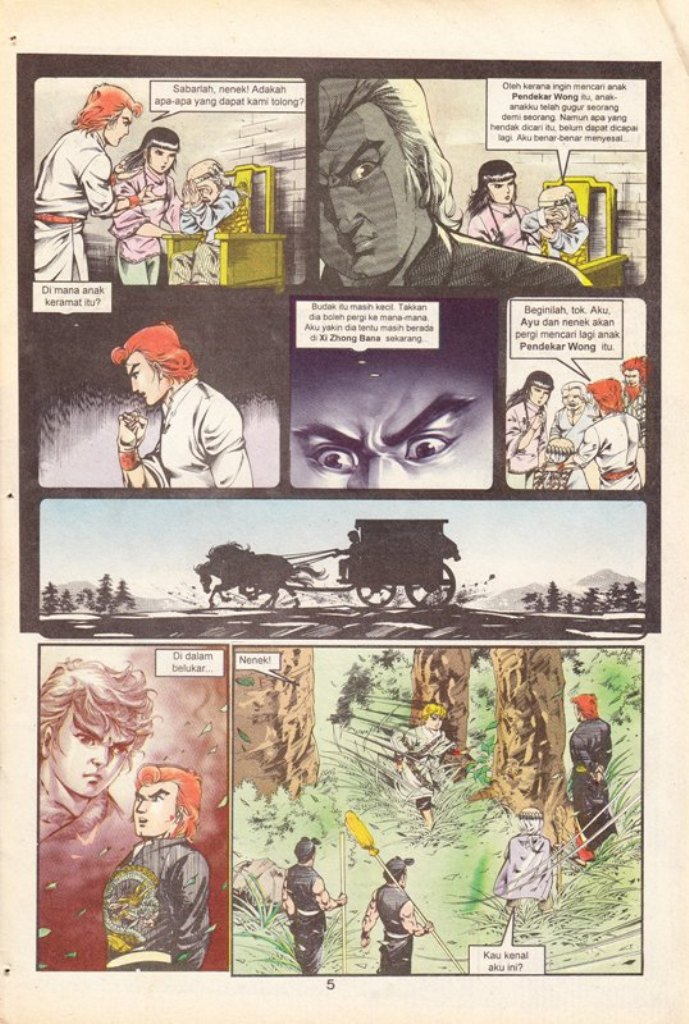 Sabarlah, nenek! Adakah
apa-apa yang dapat kami tolong?
Oleh kerana ingin mencari anak
Pendekar Wong itu, anak-
anakku telah gugur seorang
demi seorang. Namun apa yang
hendak dicari itu, belum dapat dicapai
lagi. Aku benar-benar menyesal...
Di mana anak
keramat itu?
Budak itu masih kecil. Takkan
dia boleh pergi ke mana-mana.
Aku yakin dia tentu masih berada
di Xi Zhong Bana sekarang..
Beginilah, tok. Aku,
Ayu dan nenek akan
pergi mencari lagi anak
Pendekar Wong itu.
Di dalam
belukar...
Nenek!
Kau kenal
aku ini?
5